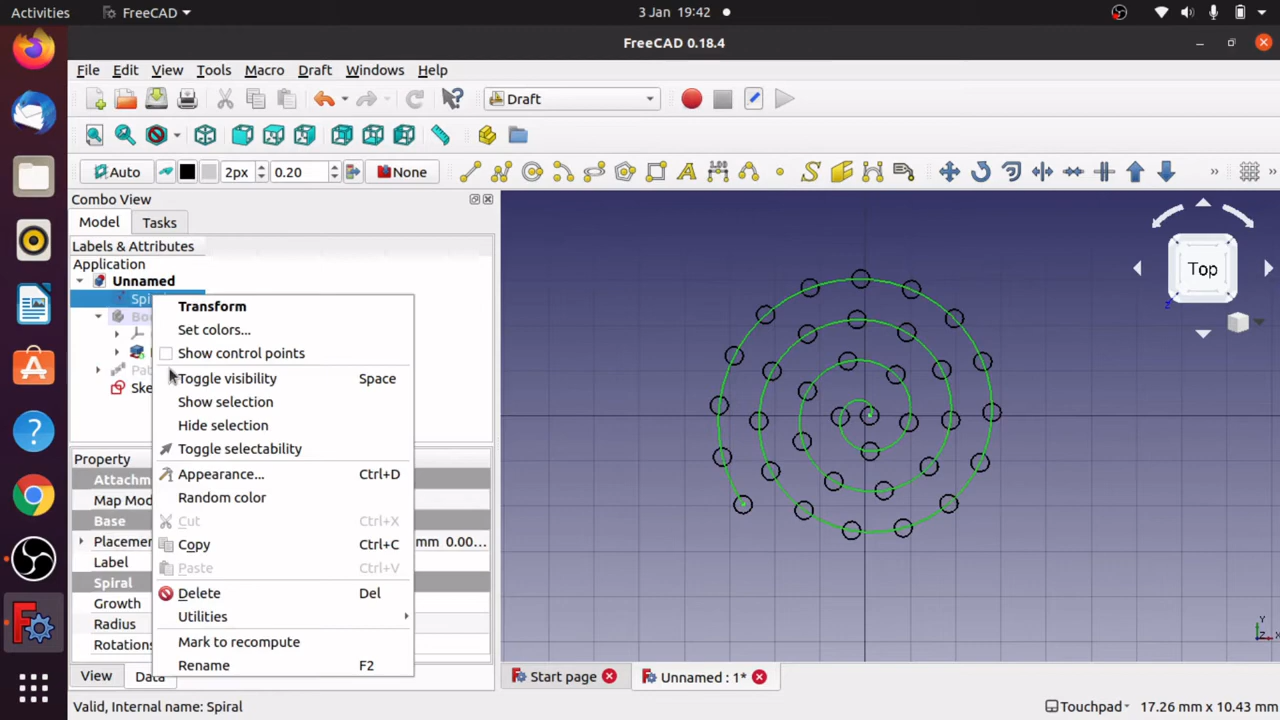 Activities
FreeCAD
3 Jan 19:42
FreeCAD 0.18.4
File Edit View Tools Macro Draft Windows Help
Draft
Auto
2px
0.20
None
Combo View
Model
Tasks
Labels & Attributes
Application
Unnamed
Transform
Set colors...
Show control points
Toggle visibility Space
Show selection
Hide selection
Toggle selectability
Appearance... Ctrl+D
Random color
Cut Ctrl+X
Copy Ctrl+C
Paste Ctrl+V
Delete Del
Utilities
Mark to recompute
Rename F2
Property
Base
Label
Spiral
Growth
Radius
mm 0.00...
View
Data
Top
Z
Y
Z
X
Start page
Unnamed : 1*
Valid, Internal name: Spiral
Touchpad
17.26 mm x 10.43 mm